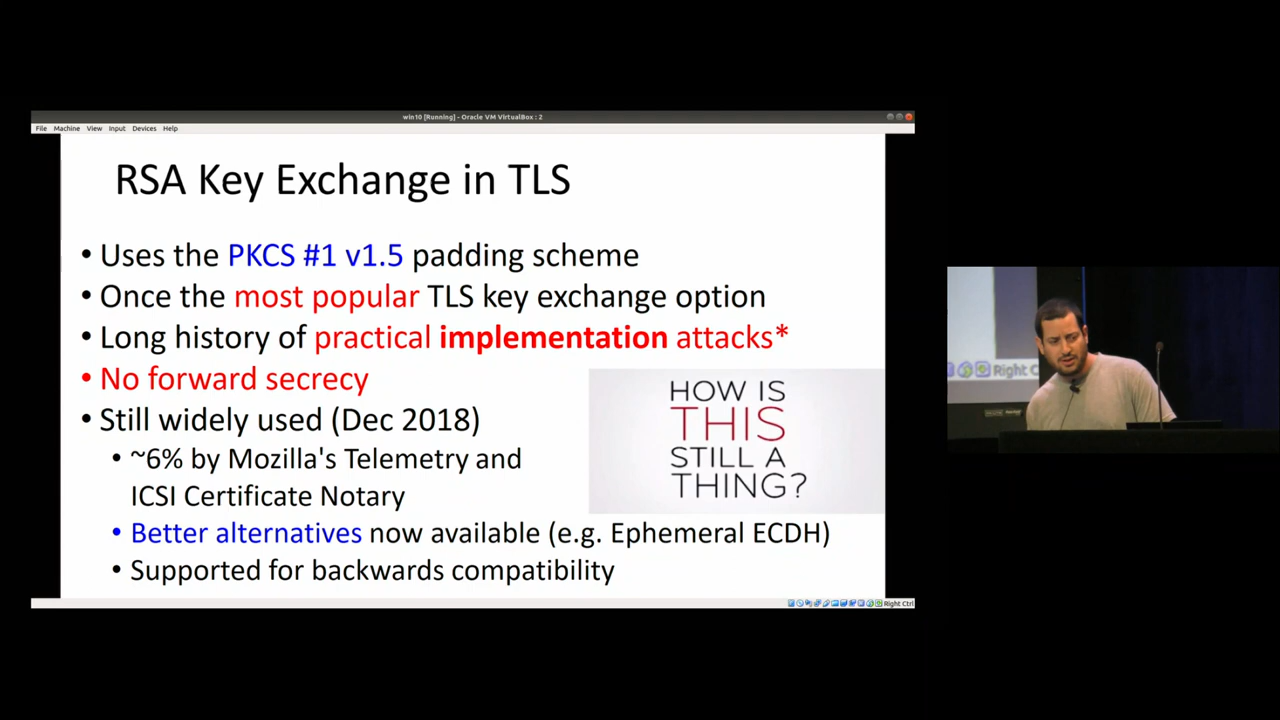 win10 [Running] - Oracle VM VirtualBox : 2
File Machine View Input Devices Help
RSA Key Exchange in TLS
• Uses the PKCS #1 v1.5 padding scheme
• Once the most popular TLS key exchange option
• Long history of practical implementation attacks*
• No forward secrecy
• Still widely used (Dec 2018)
• ~6% by Mozilla's Telemetry and
ICSI Certificate Notary
• Better alternatives now available (e.g. Ephemeral ECDH)
• Supported for backwards compatibility
HOW IS
THIS
STILL A
THING?
Right Ctrl
Right C